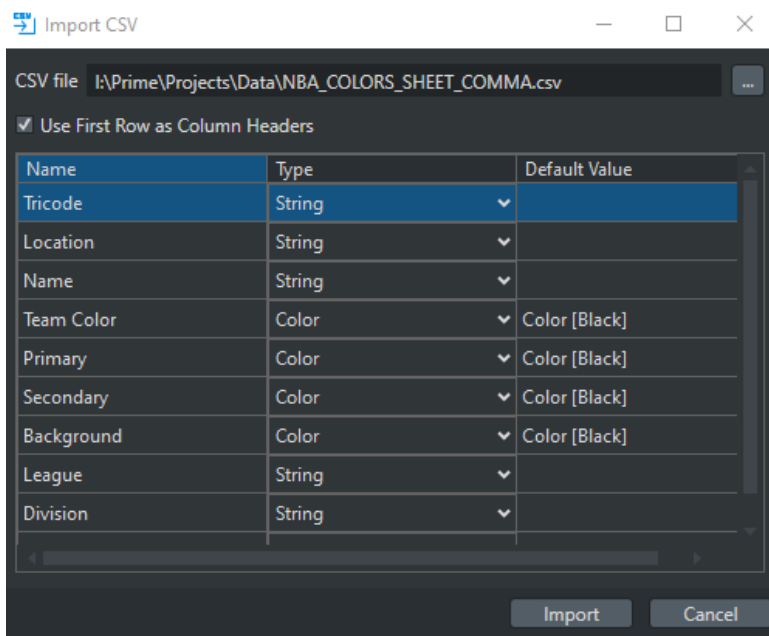 CSV Import CSV
CSV file I:\Prime\Projects\Data\NBA_COLORS_SHEET_COMMA.csv ...
Use First Row as Column Headers
Name Type Default Value
Tricode String
Location String
Name String
Team Color Color Color [Black]
Primary Color Color [Black]
Secondary Color Color [Black]
Background Color Color [Black]
League String
Division String
Import Cancel